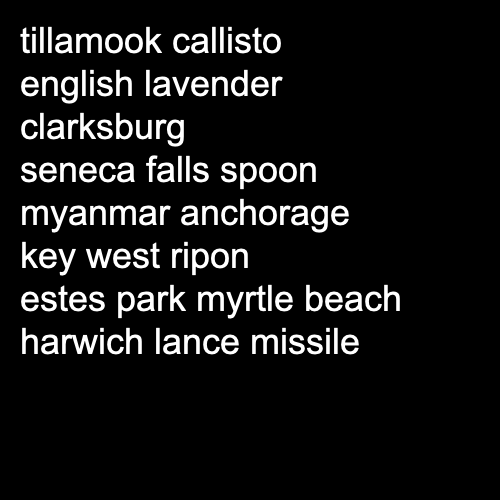 tillamook callisto
english lavender
clarksburg
seneca falls spoon
myanmar anchorage
key west ripon
estes park myrtle beach
harwich lance missile